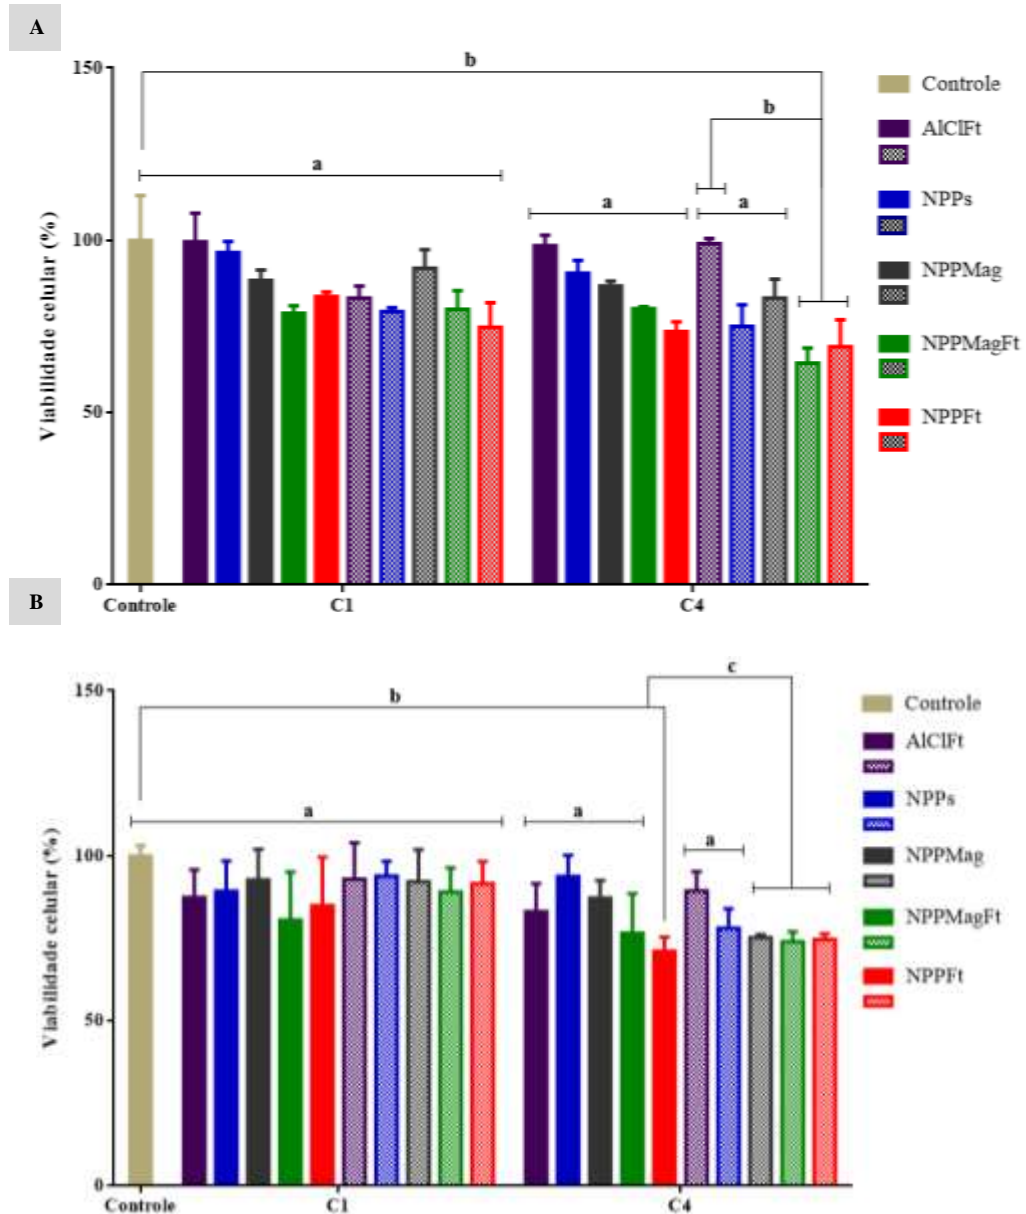 A
150
100
50
0
Viabilidade celular (%)
b
b
a
a
a
Controle
C1
C4
Controle
AlClFt
NPPs
NPPMag
NPPMagFt
NPPFt
B
150
100
50
0
Viabilidade celular (%)
c
b
a
a
a
Controle
C1
C4
Controle
AlClFt
NPPs
NPPMag
NPPMagFt
NPPFt